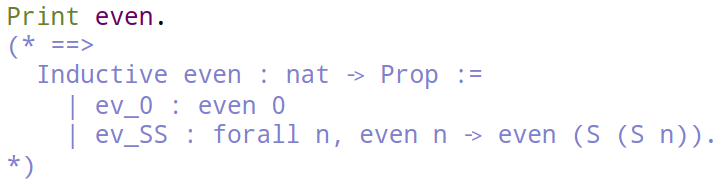 Print even.
(* ==>
  Inductive even : nat -> Prop :=
    | ev_0 : even 0
    | ev_SS : forall n, even n -> even (S (S n)).
*)